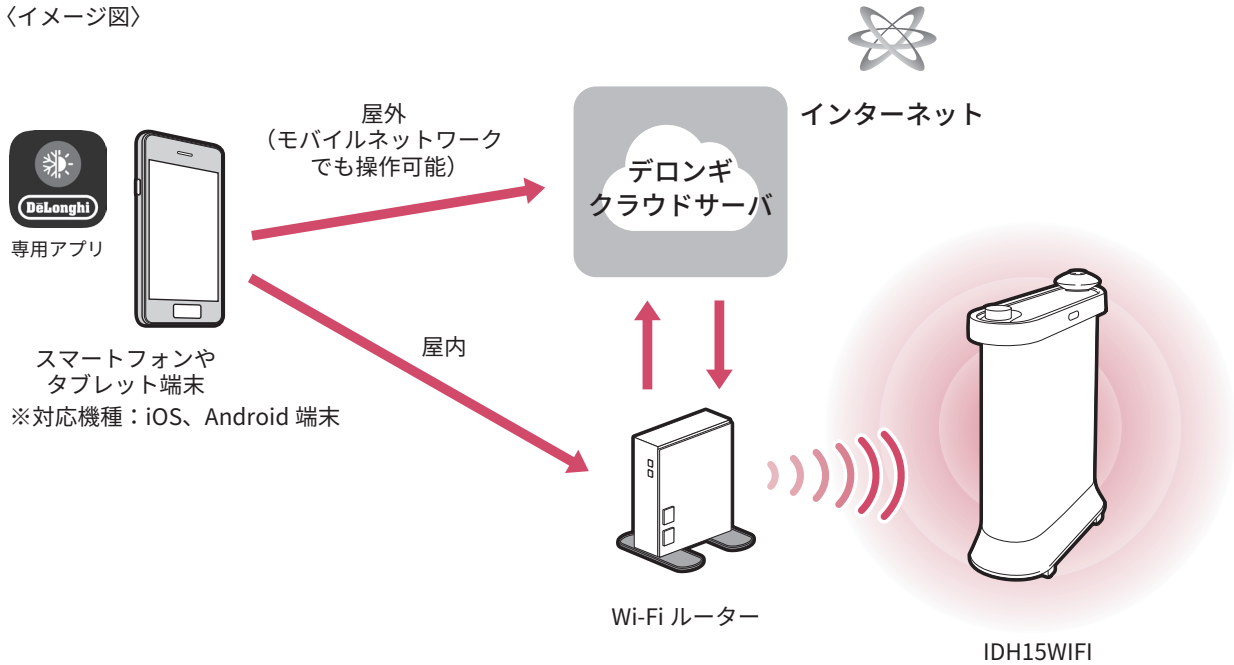 〈イメージ図〉
インターネット
屋外
（モバイルネットワーク
でも操作可能）
デロンギ
クラウドサーバ
DeLonghi
専用アプリ
屋内
スマートフォンや
タブレット端末
※対応機種：iOS、Android 端末
Wi-Fi ルーター
IDH15WIFI